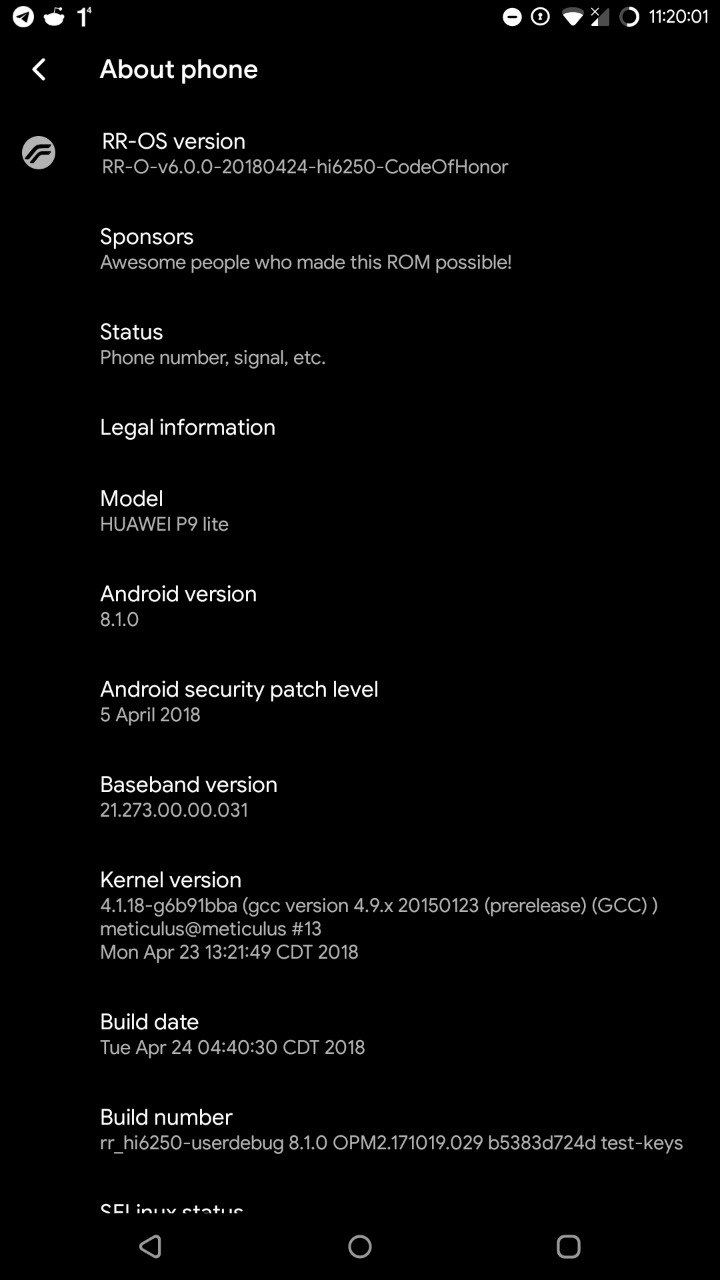 1⁴
11:20:01
About phone
RR-OS version
RR-O-v6.0.0-20180424-hi6250-CodeOfHonor
Sponsors
Awesome people who made this ROM possible!
Status
Phone number, signal, etc.
Legal information
Model
HUAWEI P9 lite
Android version
8.1.0
Android security patch level
5 April 2018
Baseband version
21.273.00.00.031
Kernel version
4.1.18-g6b91bba (gcc version 4.9.x 20150123 (prerelease) (GCC) )
meticulus@meticulus #13
Mon Apr 23 13:21:49 CDT 2018
Build date
Tue Apr 24 04:40:30 CDT 2018
Build number
rr_hi6250-userdebug 8.1.0 OPM2.171019.029 b5383d724d test-keys
SELinux status